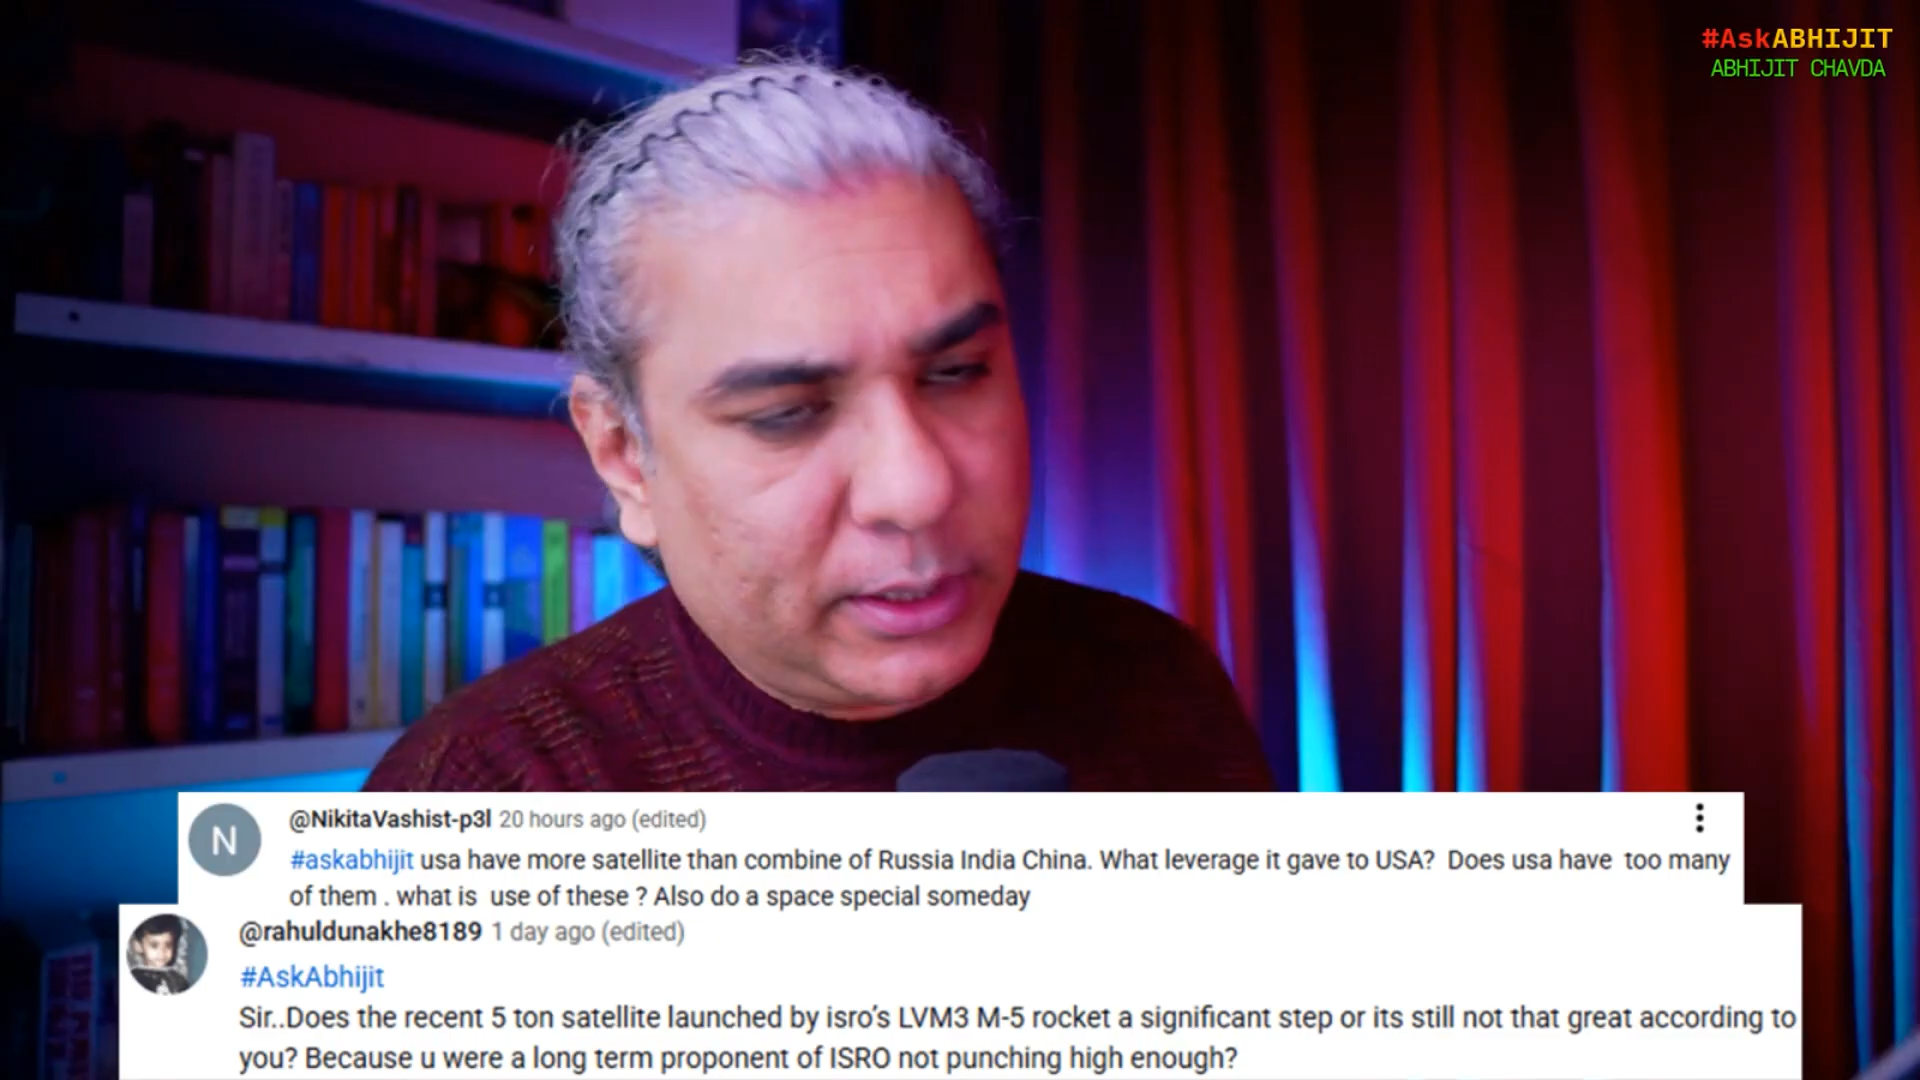 #AskABHIJIT
ABHIJIT CHAVDA
N
@NikitaVashist-p3l 20 hours ago (edited)
#askabhijit usa have more satellite than combine of Russia India China. What leverage it gave to USA? Does usa have too many
of them . what is use of these ? Also do a space special someday
@rahuldunakhe8189 1 day ago (edited)
#AskAbhijit
Sir..Does the recent 5 ton satellite launched by isro's LVM3 M-5 rocket a significant step or its still not that great according to
you? Because u were a long term proponent of ISRO not punching high enough?